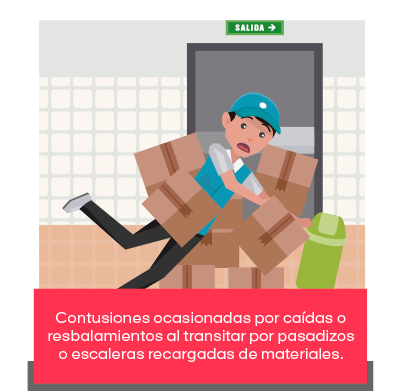 SALIDA →
Contusiones ocasionadas por caídas o
resbalamientos al transitar por pasadizos
o escaleras recargadas de materiales.